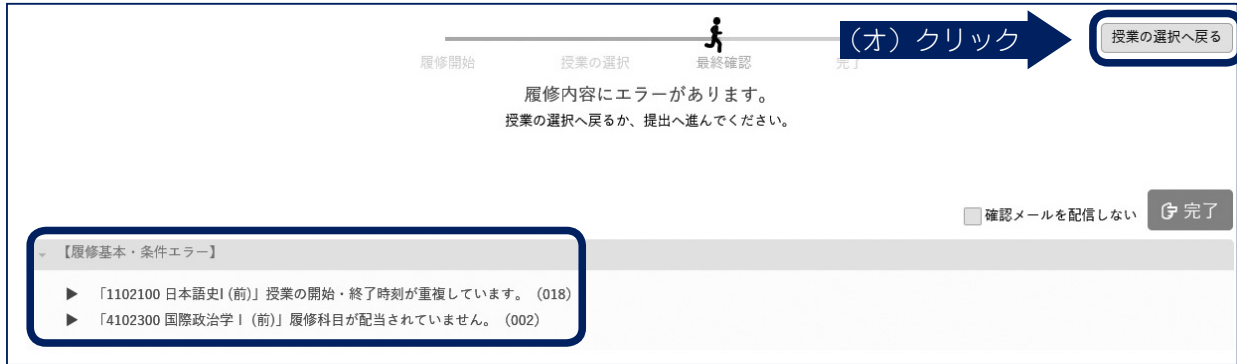 (オ)クリック
授業の選択へ戻る
履修開始 授業の選択 最終確認 完了
履修内容にエラーがあります。
授業の選択へ戻るか、提出へ進んでください。
確認メールを配信しない 完了
【履修基本・条件エラー】
▶ 「1102100 日本語史I (前)」授業の開始・終了時刻が重複しています。(018)
▶ 「4102300 国際政治学Ⅰ (前)」履修科目が配当されていません。(002)